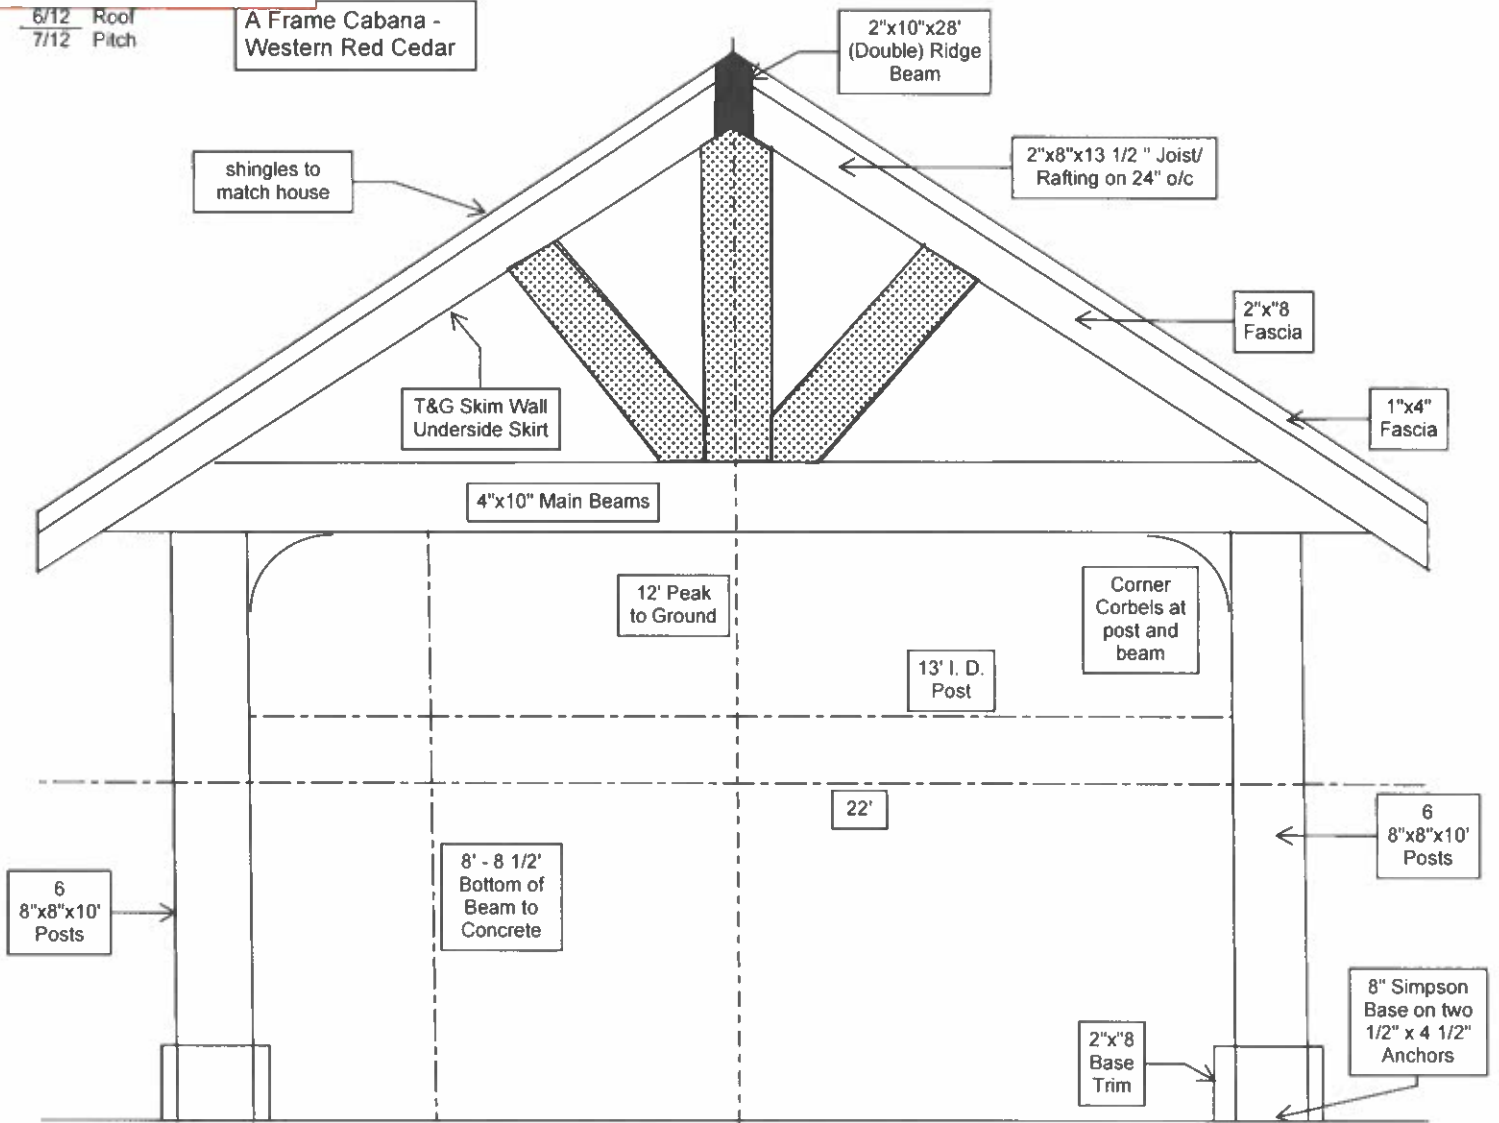 6/12 Roof
7/12 Pitch
A Frame Cabana -
Western Red Cedar
2"x10"x28'
(Double) Ridge
Beam
shingles to
match house
2"x8"x13 1/2 " Joist/
Rafting on 24" o/c
2"x"8
Fascia
T&G Skim Wall
Underside Skirt
1"x4"
Fascia
4"x10" Main Beams
12' Peak
to Ground
Corner
Corbels at
post and
beam
13' I. D.
Post
22'
6
8"x8"x10'
Posts
8' - 8 1/2'
Bottom of
Beam to
Concrete
6
8"x8"x10'
Posts
8" Simpson
Base on two
1/2" x 4 1/2"
Anchors
2"x"8
Base
Trim